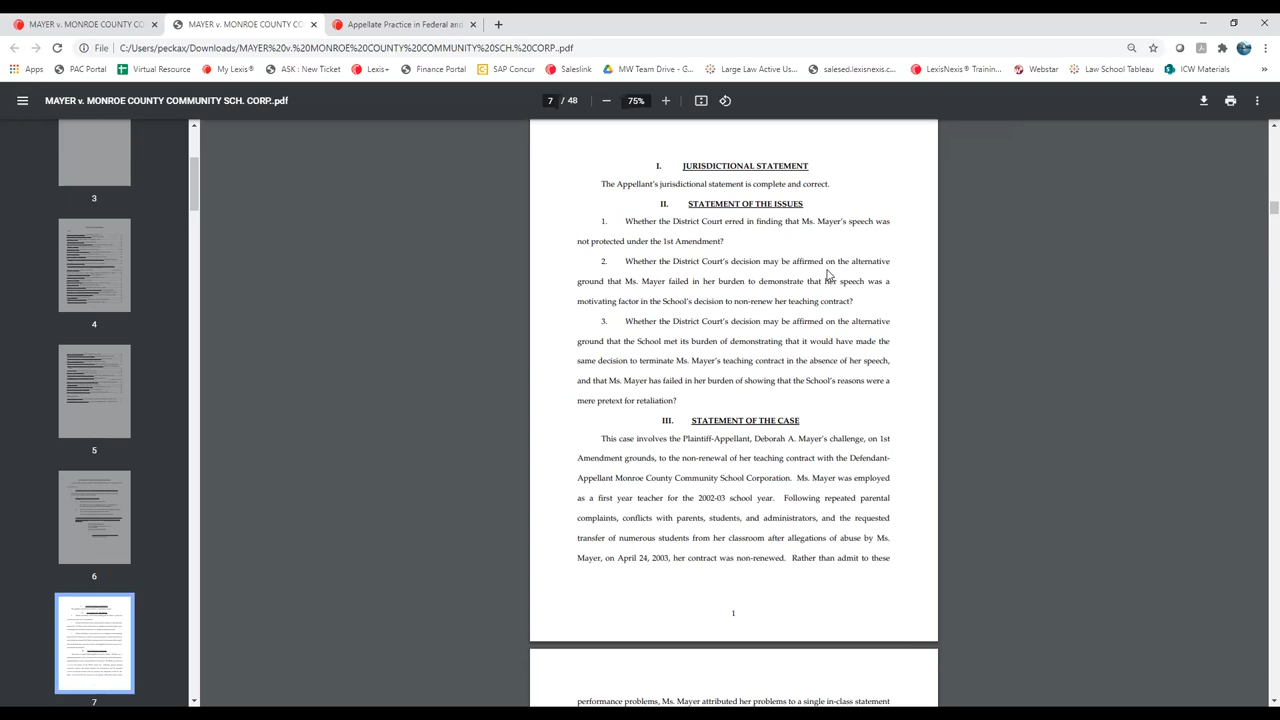 MAYER v. MONROE COUNTY CO
MAYER v. MONROE COUNTY CO
Appellate Practice in Federal and
File
C:/Users/peckax/Downloads/MAYER%20v.%20MONROE%20COUNTY%20COMMUNITY%20SCH.%20CORP..pdf
Apps
PAC Portal
Virtual Resource
My Lexis®
ASK : New Ticket
Lexis+
Finance Portal
SAP Concur
Saleslink
MW Team Drive - G...
Large Law Active Us...
salesed.lexisnexis.c...
LexisNexis® Trainin...
Webstar
Law School Tableau
ICW Materials
»
MAYER v. MONROE COUNTY COMMUNITY SCH. CORP..pdf
7 / 48
75%
3
4
5
6
7
I. JURISDICTIONAL STATEMENT
The Appellant's jurisdictional statement is complete and correct.
II. STATEMENT OF THE ISSUES
1. Whether the District Court erred in finding that Ms. Mayer's speech was
not protected under the 1st Amendment?
2. Whether the District Court's decision may be affirmed on the alternative
ground that Ms. Mayer failed in her burden to demonstrate that her speech was a
motivating factor in the School's decision to non-renew her teaching contract?
3. Whether the District Court's decision may be affirmed on the alternative
ground that the School met its burden of demonstrating that it would have made the
same decision to terminate Ms. Mayer's teaching contract in the absence of her speech,
and that Ms. Mayer has failed in her burden of showing that the School's reasons were a
mere pretext for retaliation?
III. STATEMENT OF THE CASE
This case involves the Plaintiff-Appellant, Deborah A. Mayer's challenge, on 1st
Amendment grounds, to the non-renewal of her teaching contract with the Defendant-
Appellant Monroe County Community School Corporation. Ms. Mayer was employed
as a first year teacher for the 2002-03 school year. Following repeated parental
complaints, conflicts with parents, students, and administrators, and the requested
transfer of numerous students from her classroom after allegations of abuse by Ms.
Mayer, on April 24, 2003, her contract was non-renewed. Rather than admit to these
1
performance problems, Ms. Mayer attributed her problems to a single in-class statement